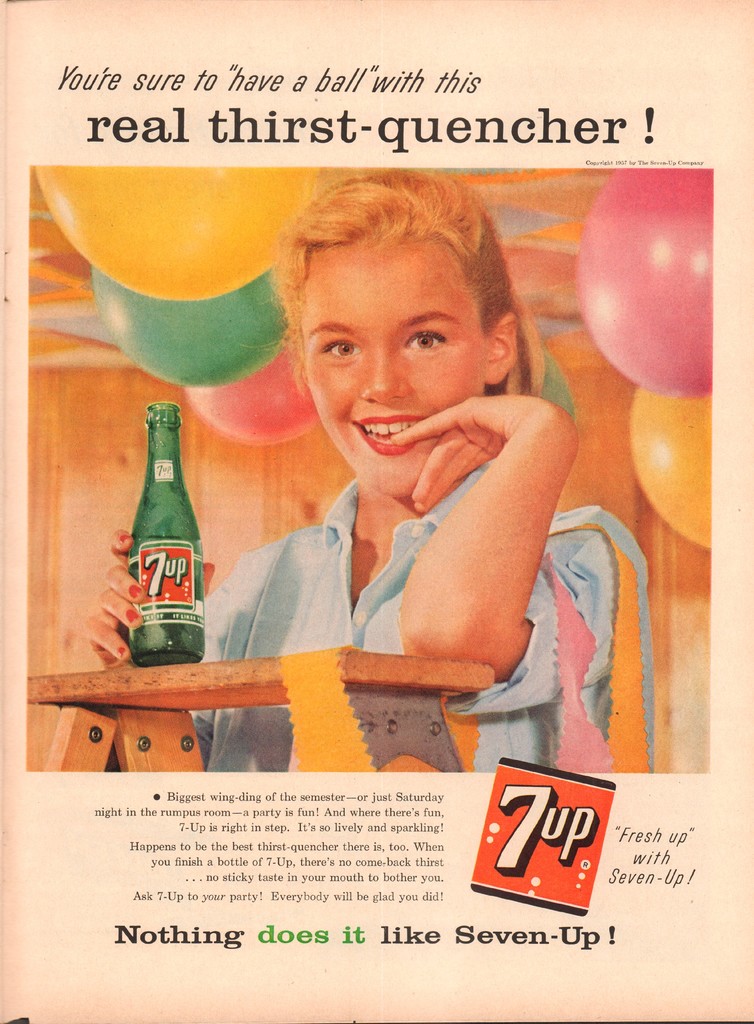 You're sure to "have a ball" with this
real thirst-quencher !
Copyright 1957 by The Seven-Up Company
7up
7up
IT LIKES
• Biggest wing-ding of the semester—or just Saturday
night in the rumpus room—a party is fun! And where there's fun,
7-Up is right in step. It's so lively and sparkling!
Happens to be the best thirst-quencher there is, too. When
you finish a bottle of 7-Up, there's no come-back thirst
. . . no sticky taste in your mouth to bother you.
Ask 7-Up to your party! Everybody will be glad you did!
7up ®
"Fresh up"
with
Seven-Up!
Nothing does it like Seven-Up !